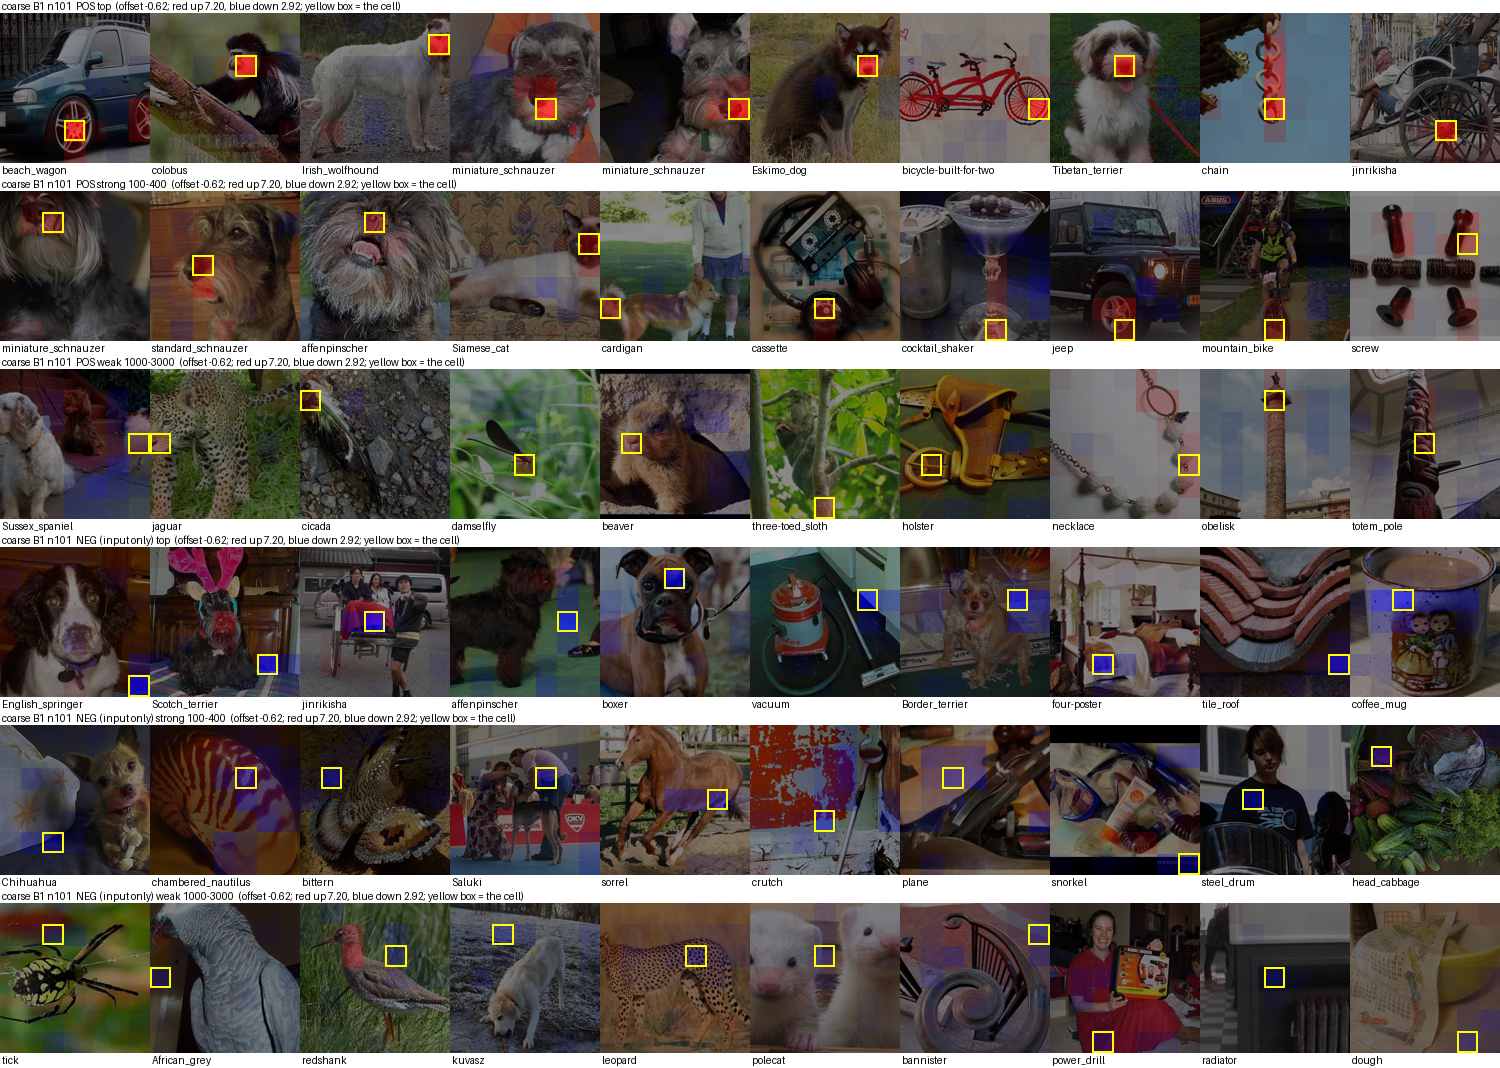 coarse B1 n101 POS top (offset -0.62; red up 7.20, blue down 2.92; yellow box = the cell)
beach_wagon colobus Irish_wolfhound miniature_schnauzer miniature_schnauzer Eskimo_dog bicycle-built-for-two Tibetan_terrier chain jinrikisha
coarse B1 n101 POS strong 100-400 (offset -0.62; red up 7.20, blue down 2.92; yellow box = the cell)
ABUS
miniature_schnauzer standard_schnauzer affenpinscher Siamese_cat cardigan cassette cocktail_shaker jeep mountain_bike screw
coarse B1 n101 POS weak 1000-3000 (offset -0.62; red up 7.20, blue down 2.92; yellow box = the cell)
Sussex_spaniel jaguar cicada damselfly beaver three-toed_sloth holster necklace obelisk totem_pole
coarse B1 n101 NEG (input only) top (offset -0.62; red up 7.20, blue down 2.92; yellow box = the cell)
English_springer Scotch_terrier jinrikisha affenpinscher boxer vacuum Border_terrier four-poster tile_roof coffee_mug
coarse B1 n101 NEG (input only) strong 100-400 (offset -0.62; red up 7.20, blue down 2.92; yellow box = the cell)
DKV
Chihuahua chambered_nautilus bittern Saluki sorrel crutch plane snorkel steel_drum head_cabbage
coarse B1 n101 NEG (input only) weak 1000-3000 (offset -0.62; red up 7.20, blue down 2.92; yellow box = the cell)
tick African_grey redshank kuvasz leopard polecat bannister power_drill radiator dough